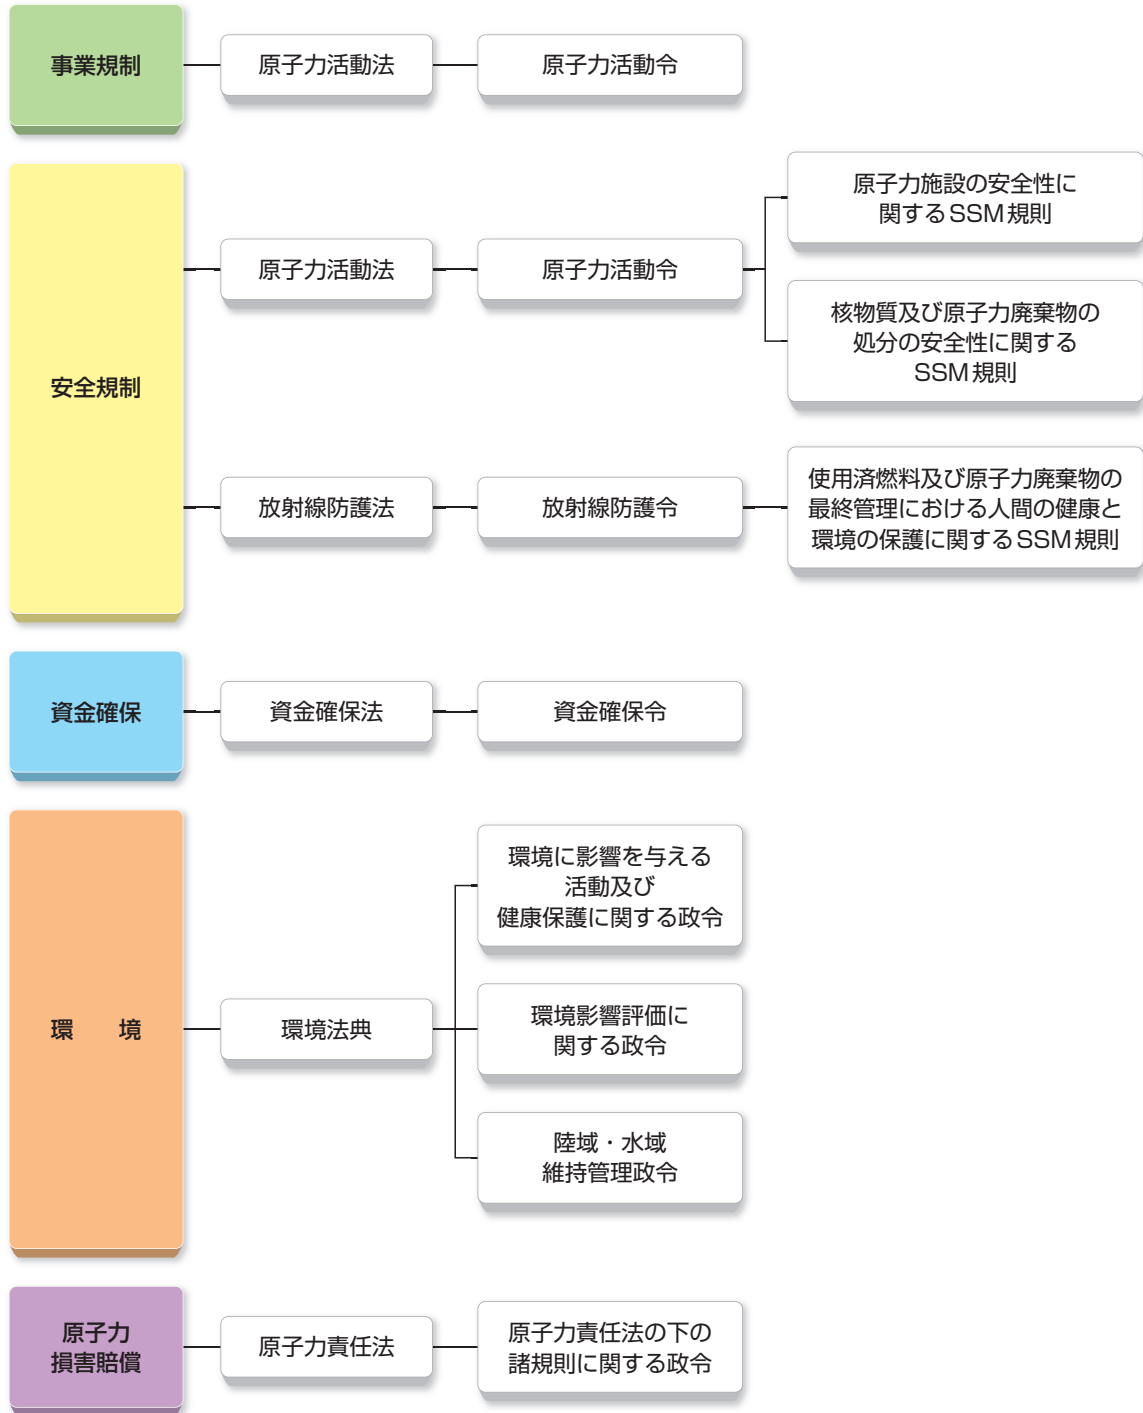 事業規制
原子力活動法
原子力活動令
安全規制
原子力活動法
原子力活動令
原子力施設の安全性に
関するSSM規則
核物質及び原子力廃棄物の
処分の安全性に関する
SSM規則
放射線防護法
放射線防護令
使用済燃料及び原子力廃棄物の
最終管理における人間の健康と
環境の保護に関するSSM規則
資金確保
資金確保法
資金確保令
環　　境
環境法典
環境に影響を与える
活動及び
健康保護に関する政令
環境影響評価に
関する政令
陸域・水域
維持管理政令
原子力
損害賠償
原子力責任法
原子力責任法の下の
諸規則に関する政令